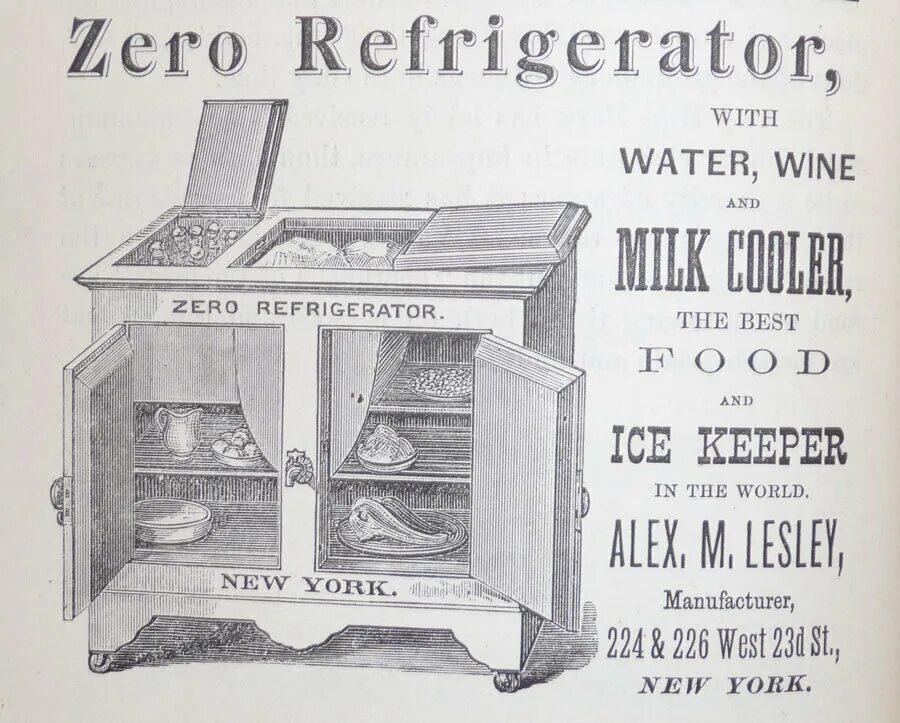 Zero Refrigerator,
WITH
WATER, WINE
AND
MILK COOLER,
THE BEST
FOOD
AND
ICE KEEPER
IN THE WORLD.
ALEX. M. LESLEY,
Manufacturer,
224 & 226 West 23d St.,
NEW YORK.
ZERO REFRIGERATOR.
NEW YORK.